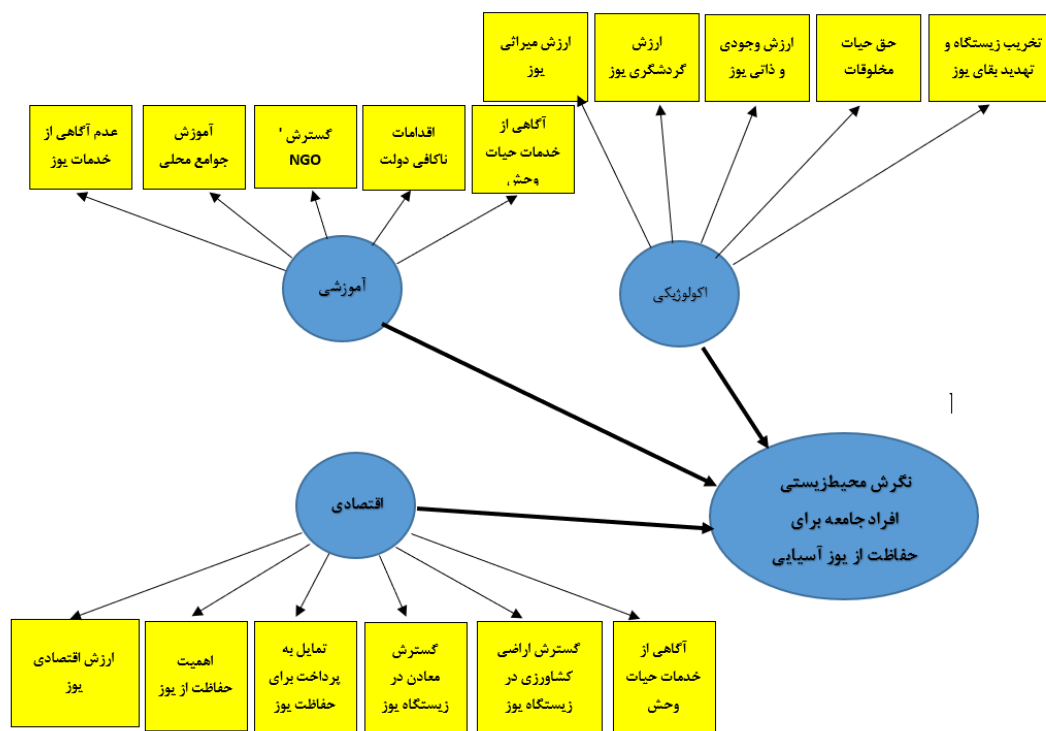 تخریب زیستگاه و
تهدید بقای یوز
حق حیات
مخلوقات
ارزش وجودی
و ذاتی یوز
ارزش
گردشگری یوز
ارزش میراثی
یوز
آگاهی از
خدمات حیات
وحش
اقدامات
ناکافی دولت
گسترش '
NGO
آموزش
جوامع محلی
عدم آگاهی از
خدمات یوز
اکولوژیکی
آموزشی
نگرش محیط‌زیستی
افراد جامعه برای
حفاظت از یوز آسیایی
اقتصادی
آگاهی از
خدمات حیات
وحش
گسترش اراضی
کشاورزی در
زیستگاه یوز
گسترش
معادن در
زیستگاه یوز
تمایل به
پرداخت برای
حفاظت یوز
اهمیت
حفاظت از یوز
ارزش اقتصادی
یوز